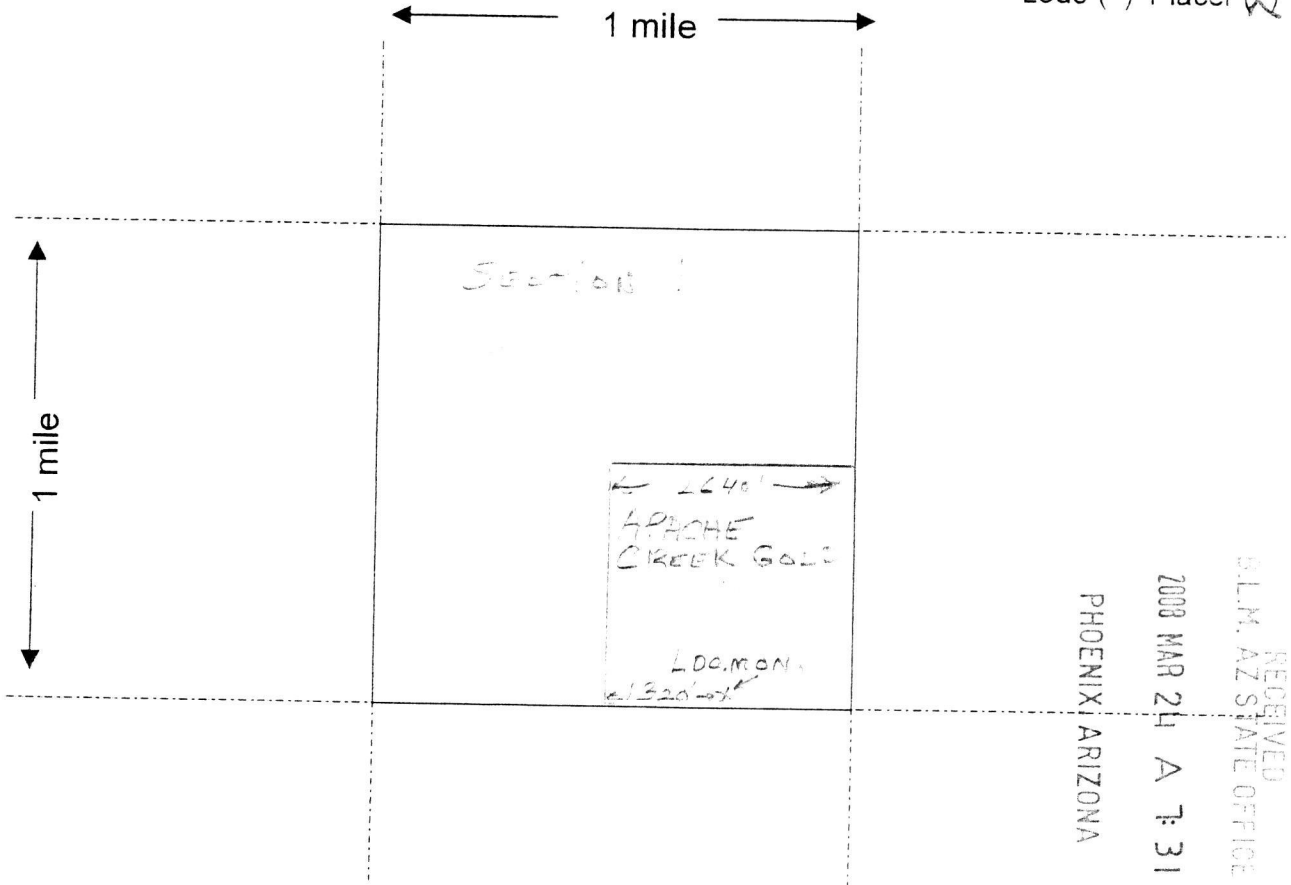 Lode ( ) Placer
1 mile
1 mile
Section 1
2640'
APACHE
CREEK GOLD
LOC. MON.
1320'
RECEIVED
B.L.M. AZ STATE OFFICE
2008 MAR 24 A 7:31
PHOENIX, ARIZONA